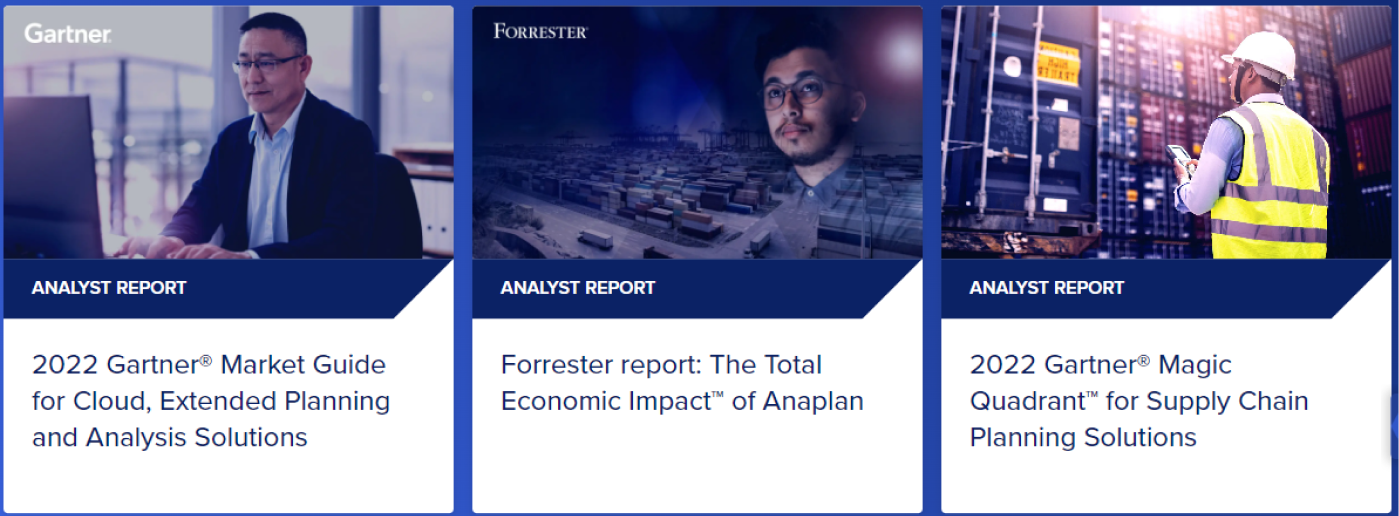 Gartner
FORRESTER®
ANALYST REPORT
2022 Gartner® Market Guide
for Cloud, Extended Planning
and Analysis Solutions
ANALYST REPORT
Forrester report: The Total
Economic Impact™ of Anaplan
ANALYST REPORT
2022 Gartner® Magic
Quadrant™ for Supply Chain
Planning Solutions